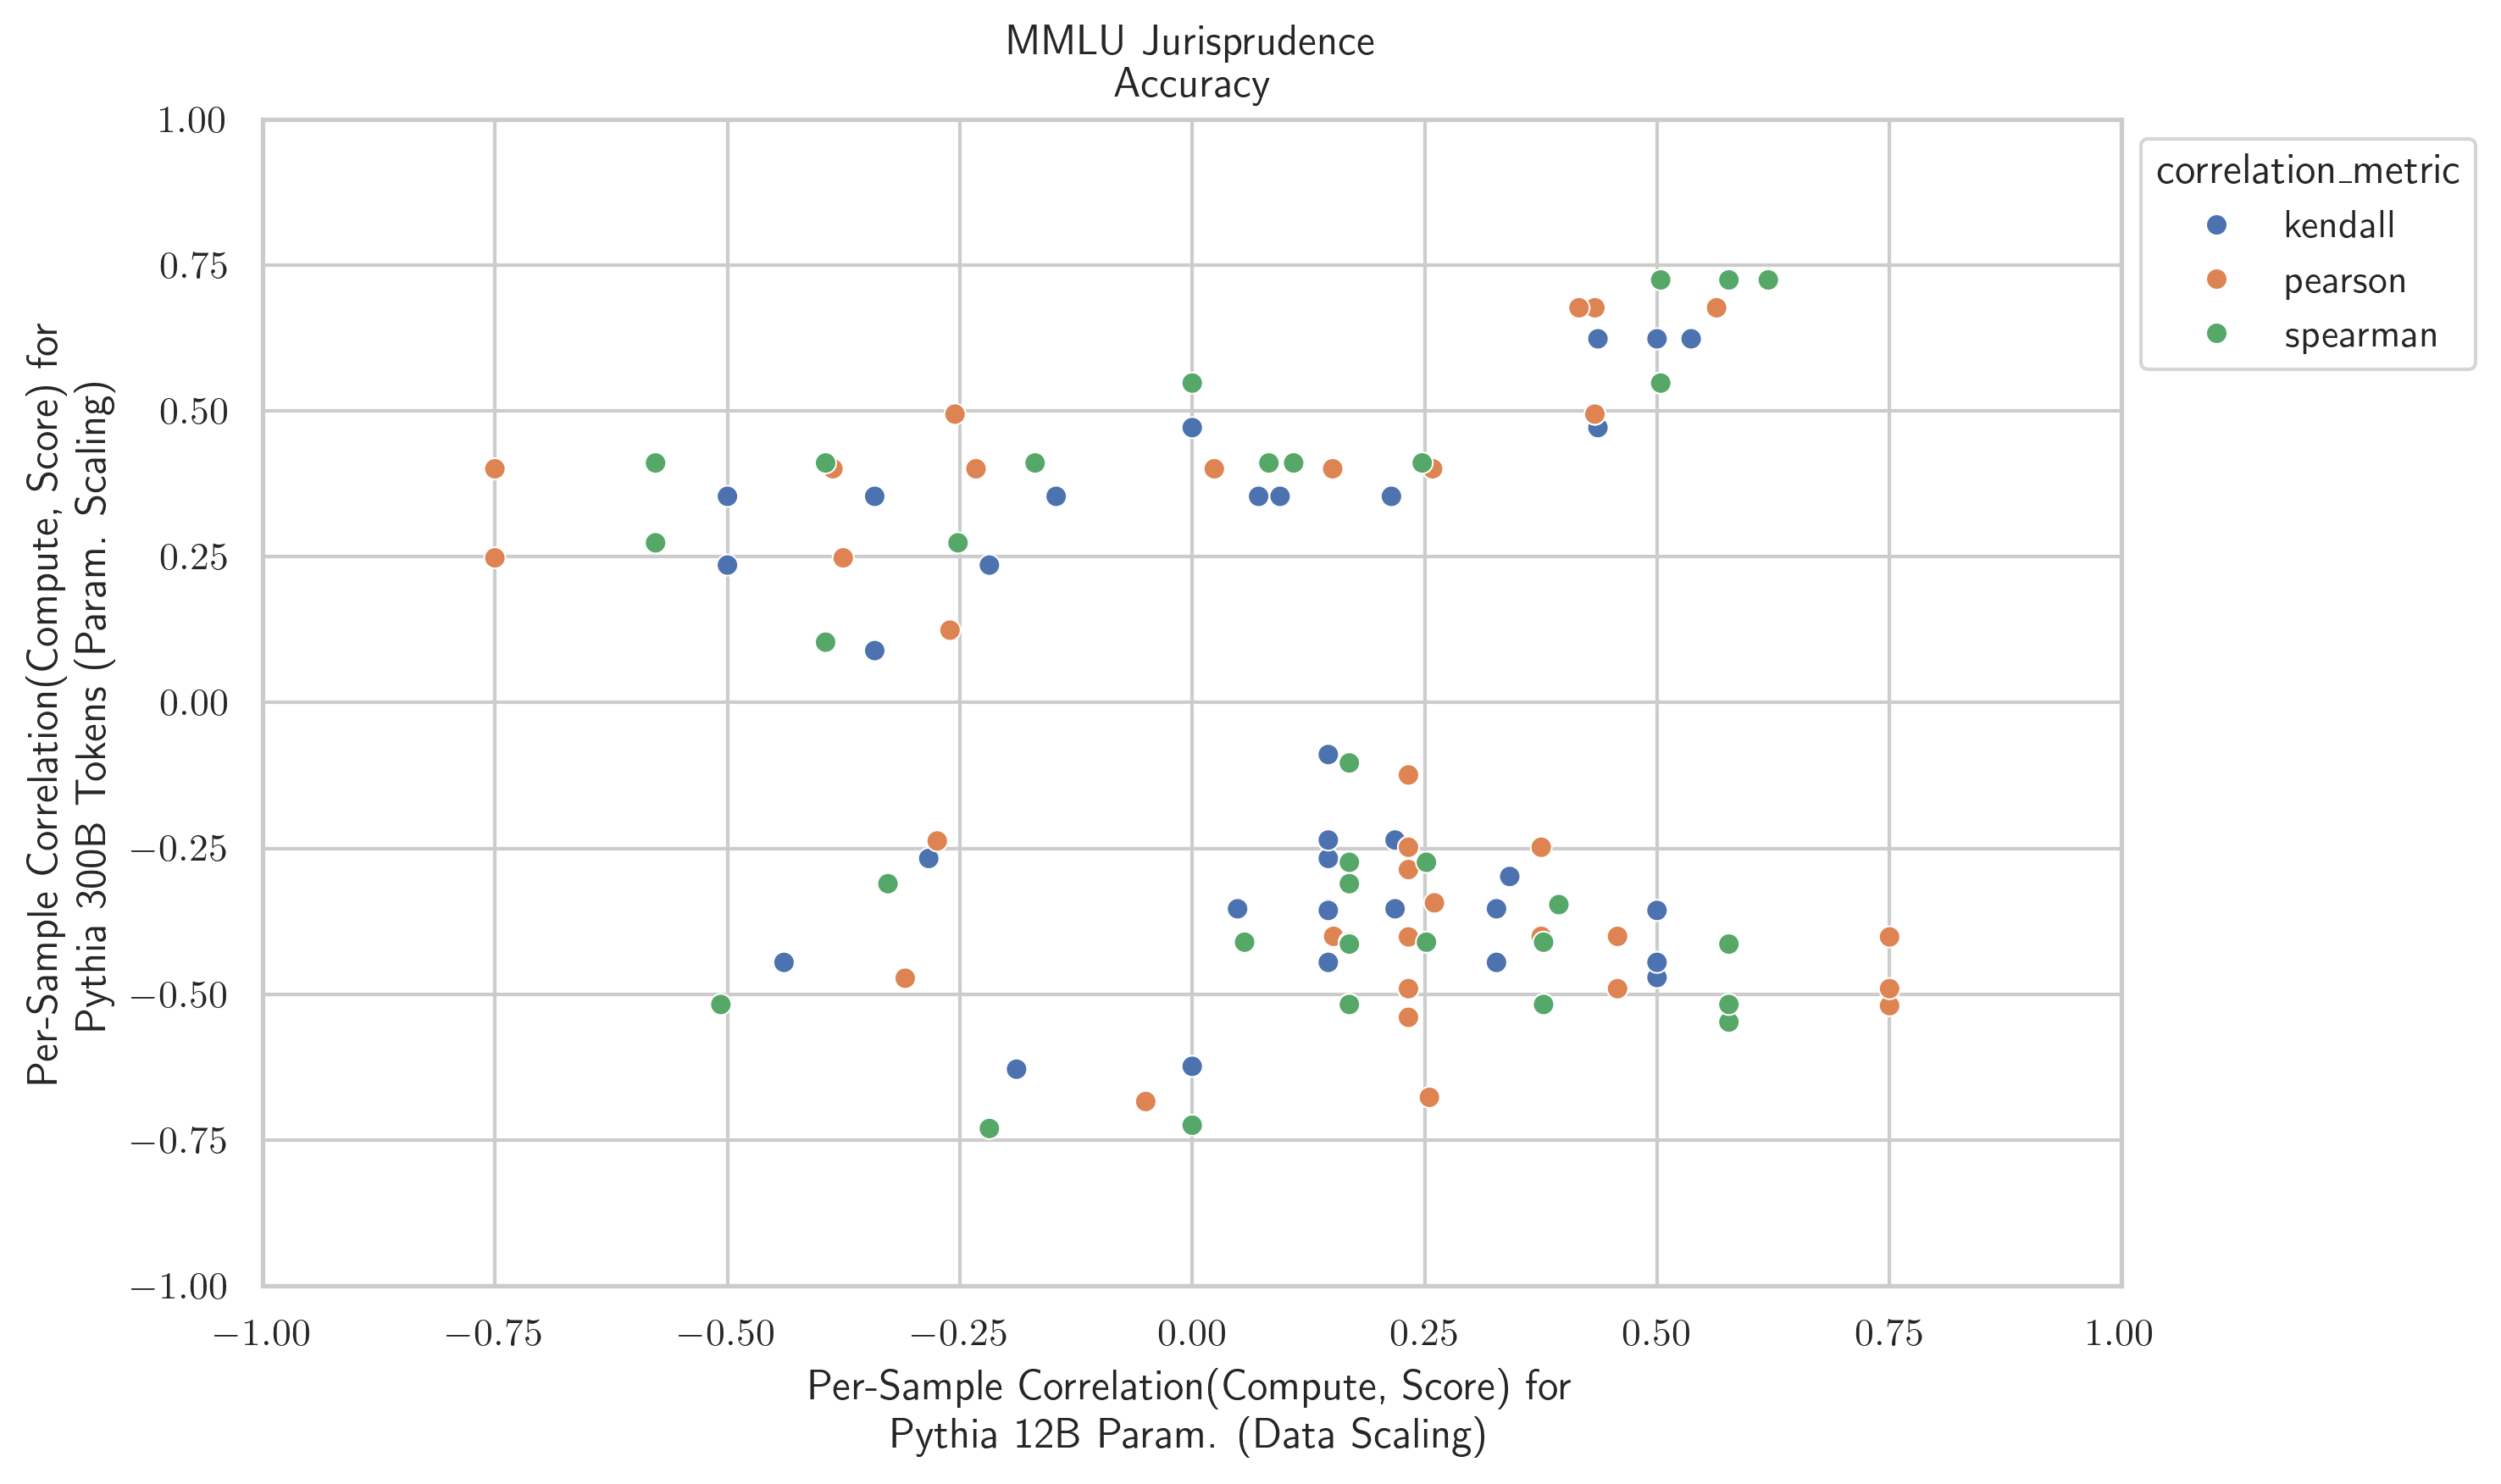 MMLU Jurisprudence
Accuracy
Per-Sample Correlation(Compute, Score) for
Pythia 300B Tokens (Param. Scaling)
1.00
0.75
0.50
0.25
0.00
−0.25
−0.50
−0.75
−1.00
−1.00 −0.75 −0.50 −0.25 0.00 0.25 0.50 0.75 1.00
Per-Sample Correlation(Compute, Score) for
Pythia 12B Param. (Data Scaling)
correlation_metric
kendall
pearson
spearman